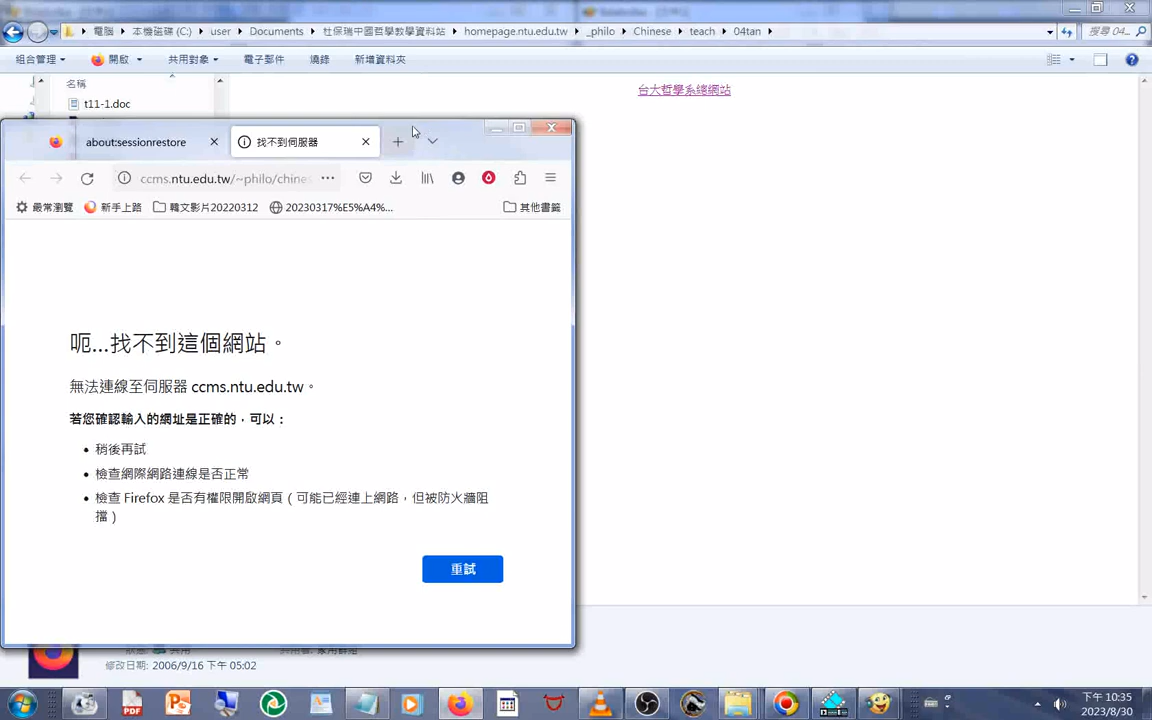 電腦 本機磁碟 (C:) user Documents 杜保瑞中國哲學教學資料站 homepage.ntu.edu.tw _philo Chinese teach 04tan 搜尋 04...
組合管理 開啟 共用對象 電子郵件 燒錄 新增資料夾
名稱
t11-1.doc
台大哲學系網站
about:sessionrestore
找不到伺服器
ccms.ntu.edu.tw/~philo/chine
最常瀏覽 新手上路 韓文影片20220312 20230317%E5%A4%... 其他書籤
呃...找不到這個網站。
無法連線至伺服器 ccms.ntu.edu.tw。
若您確認輸入的網址是正確的，可以：
• 稍後再試
• 檢查網際網路連線是否正常
• 檢查 Firefox 是否有權限開啟網頁（可能已經連上網路，但被防火牆阻
擋）
重試
修改日期: 2006/9/16 下午 05:02
下午 10:35
2023/8/30